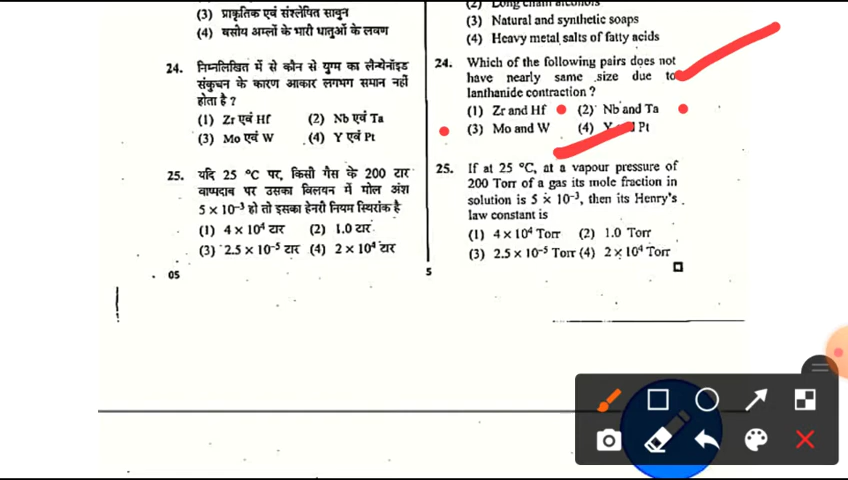 (3) प्राकृतिक एवं संश्लेषित साबुन
(4) वसीय अम्लों के भारी धातुओं के लवण
24. निम्नलिखित में से कौन से युग्म का लैन्थेनॉइड
संकुचन के कारण आकार लगभग समान नहीं
होता है ?
(1) Zr एवं Hf (2) Nb एवं Ta
(3) Mo एवं W (4) Y एवं Pt
25. यदि 25 °C पर, किसी गैस के 200 टार
वाष्पदाब पर उसका विलयन में मोल अंश
5 × 10⁻³ हो तो इसका हेनरी नियम स्थिरांक है
(1) 4 × 10⁴ टार (2) 1.0 टार
(3) 2.5 × 10⁻⁵ टार (4) 2 × 10⁴ टार
05
(2) Long chain alcohols
(3) Natural and synthetic soaps
(4) Heavy metal salts of fatty acids
24. Which of the following pairs does not
have nearly same size due to
lanthanide contraction ?
(1) Zr and Hf (2) Nb and Ta
(3) Mo and W (4) Y Pt
25. If at 25 °C, at a vapour pressure of
200 Torr of a gas its mole fraction in
solution is 5 × 10⁻³, then its Henry's
law constant is
(1) 4 × 10⁴ Torr (2) 1.0 Torr
(3) 2.5 × 10⁻⁵ Torr (4) 2 × 10⁴ Torr
5